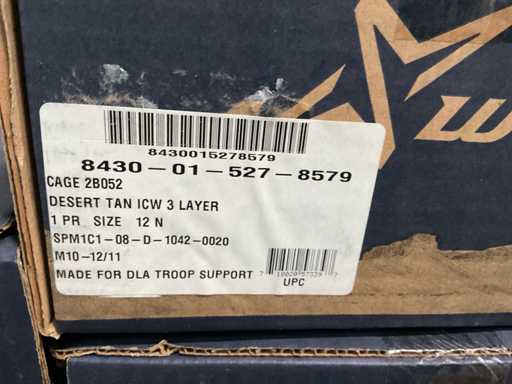 W
8430015278579
8430-01-527-8579
CAGE 2B052
DESERT TAN ICW 3 LAYER
1 PR SIZE 12 N
SPM1C1-08-D-1042-0020
M10-12/11
MADE FOR DLA TROOP SUPPORT
UPC